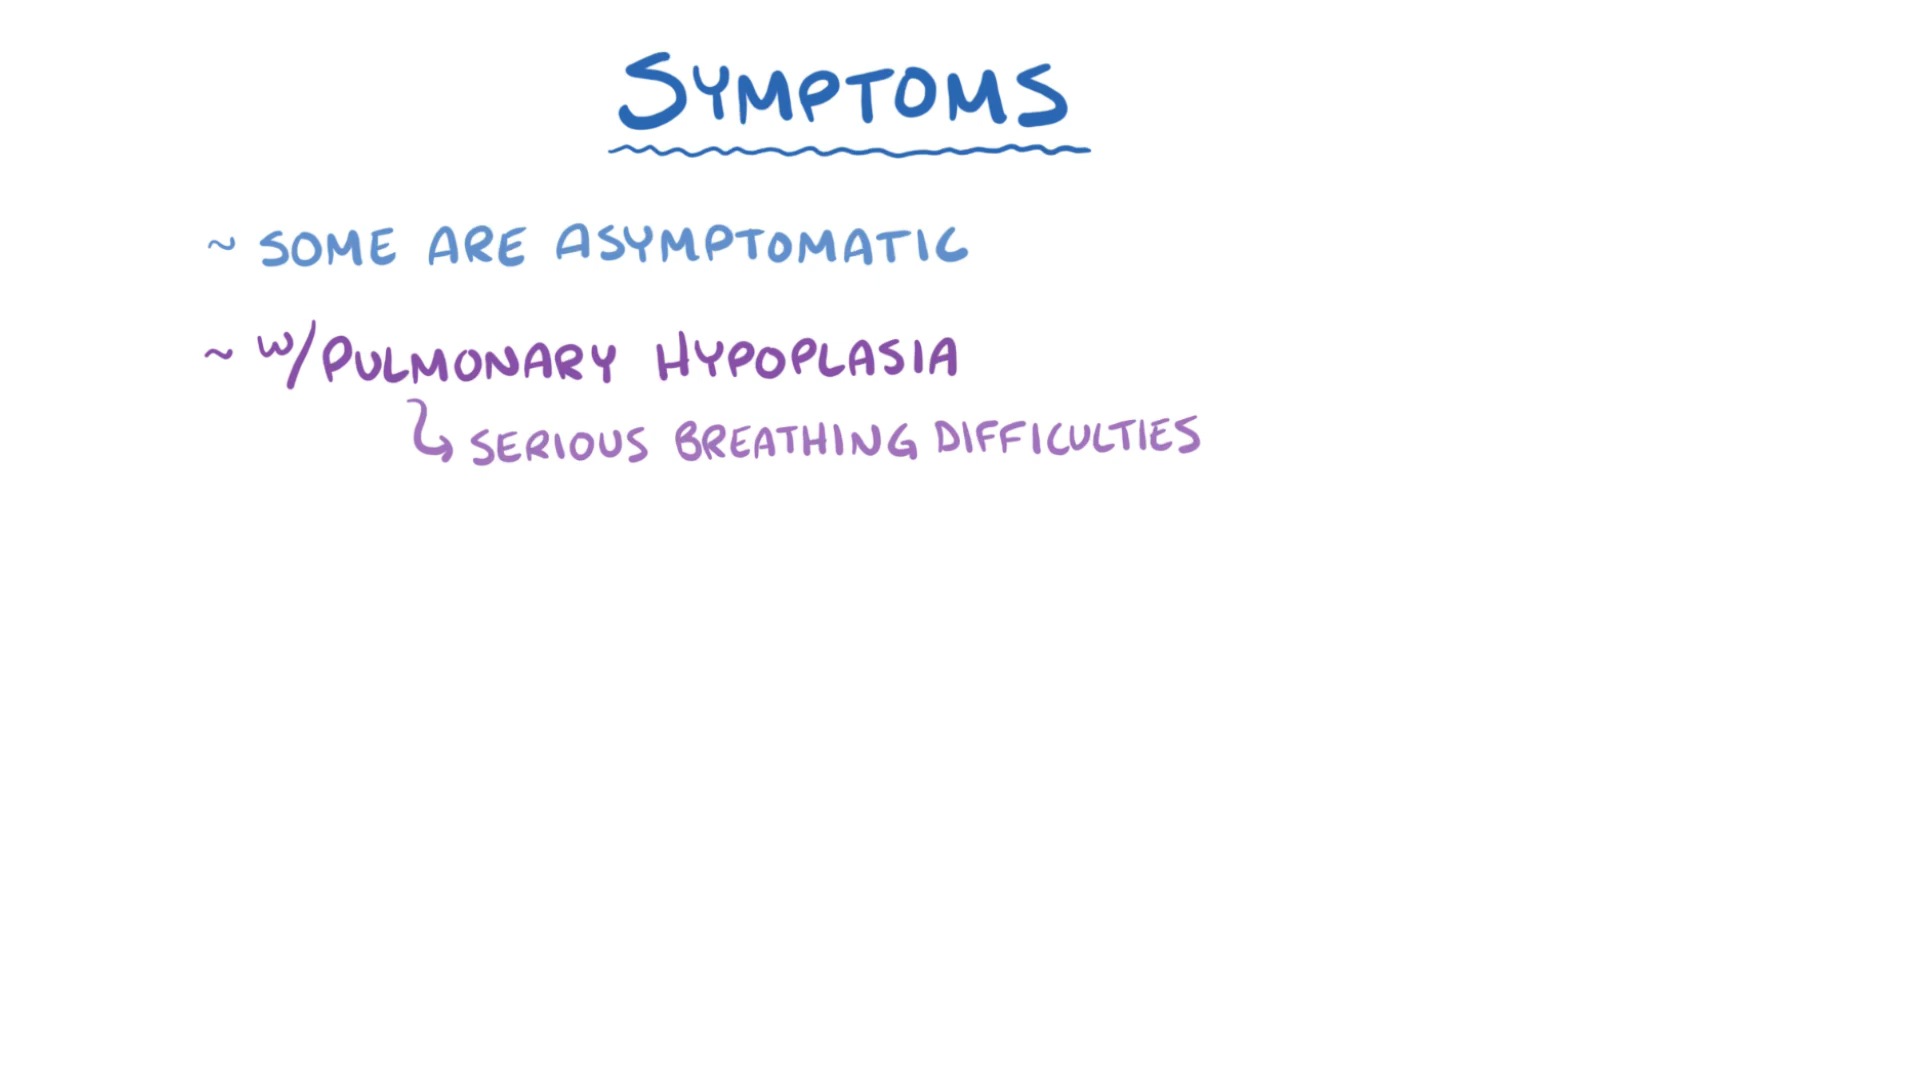 SYMPTOMS
~ SOME ARE ASYMPTOMATIC
~ W/PULMONARY HYPOPLASIA
SERIOUS BREATHING DIFFICULTIES